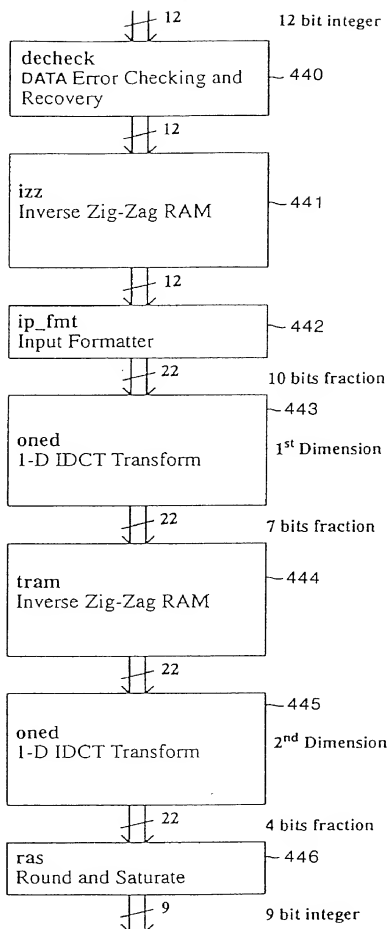 12
12 bit integer
decheck
DATA Error Checking and
Recovery
440
12
izz
Inverse Zig-Zag RAM
441
12
ip_fmt
Input Formatter
442
22
10 bits fraction
443
oned
1-D IDCT Transform
1st Dimension
22
7 bits fraction
tram
Inverse Zig-Zag RAM
444
22
445
oned
1-D IDCT Transform
2nd Dimension
22
4 bits fraction
ras
Round and Saturate
446
9
9 bit integer